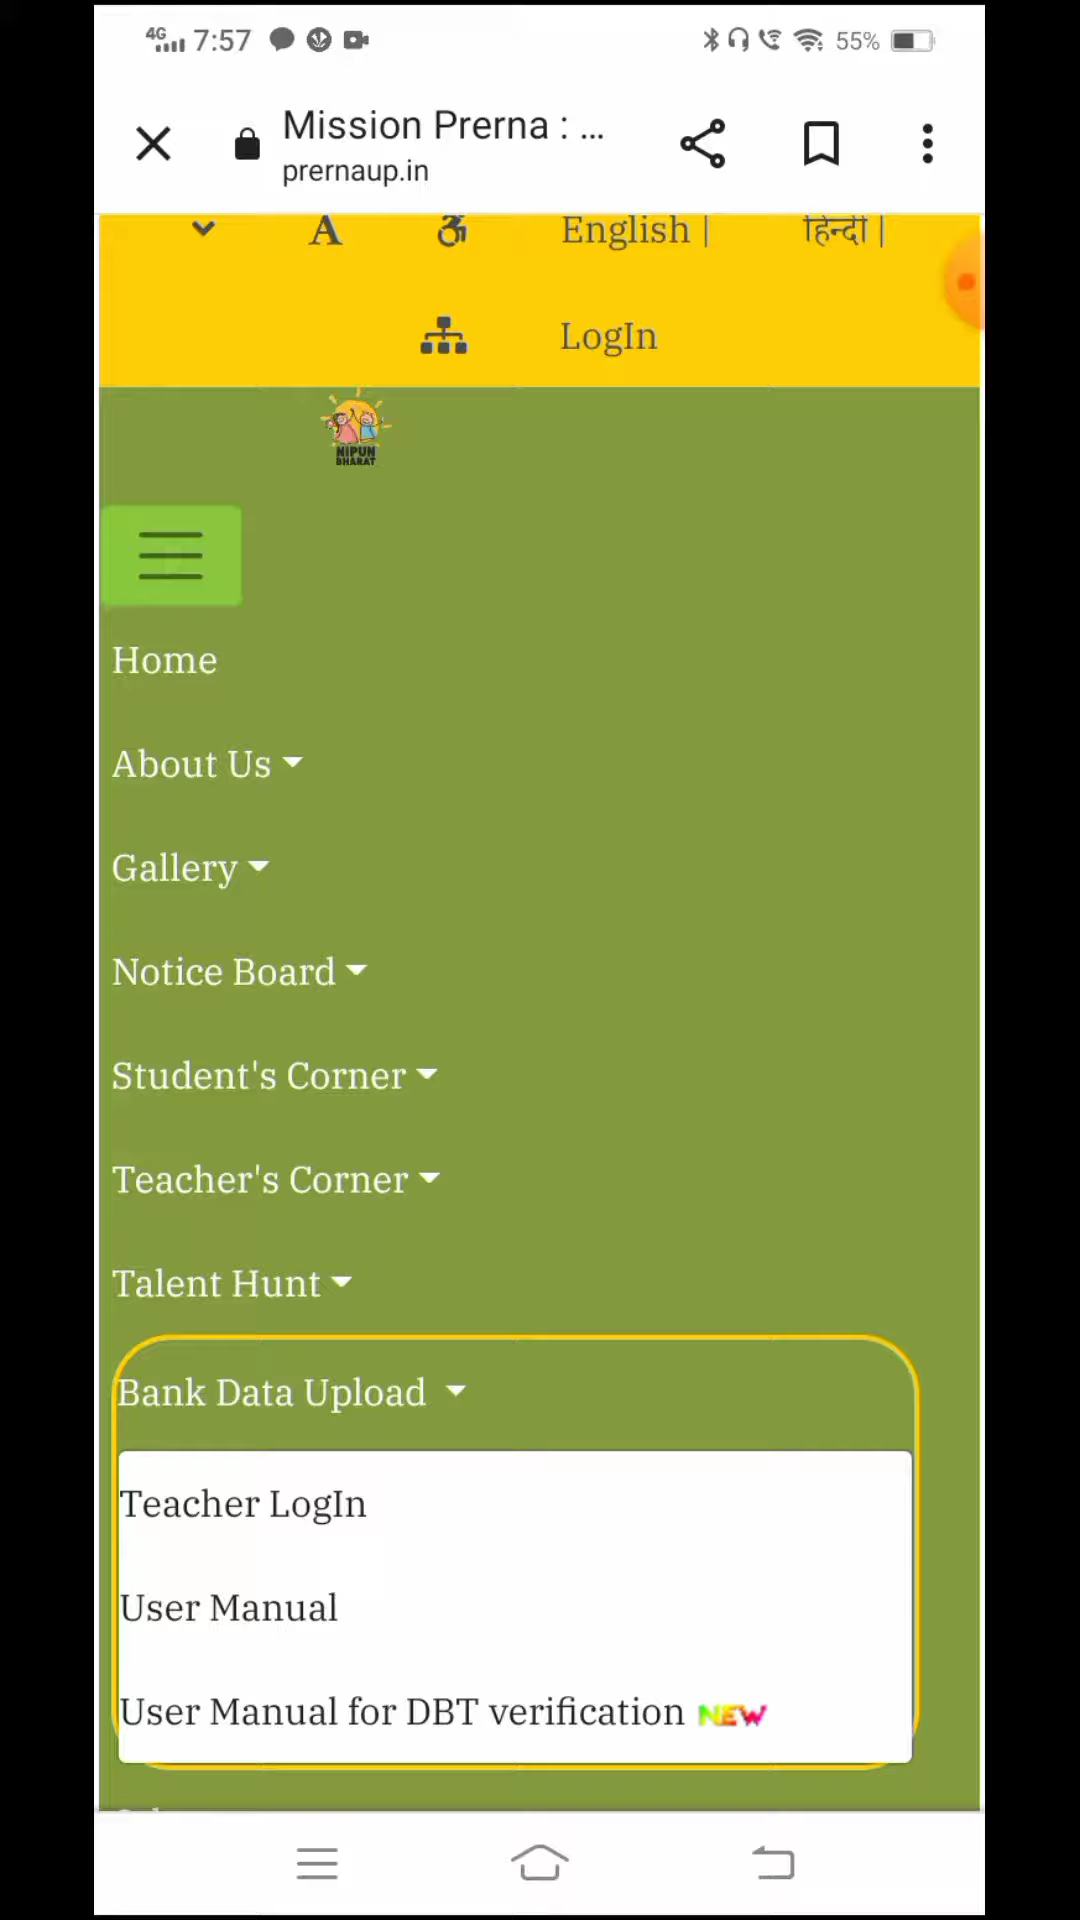 4G 7:57 55%
Mission Prerna : ...
prernaup.in
A English | हिन्दी |
LogIn
NIPUN
BHARAT
Home
About Us
Gallery
Notice Board
Student's Corner
Teacher's Corner
Talent Hunt
Bank Data Upload
Teacher LogIn
User Manual
User Manual for DBT verification NEW